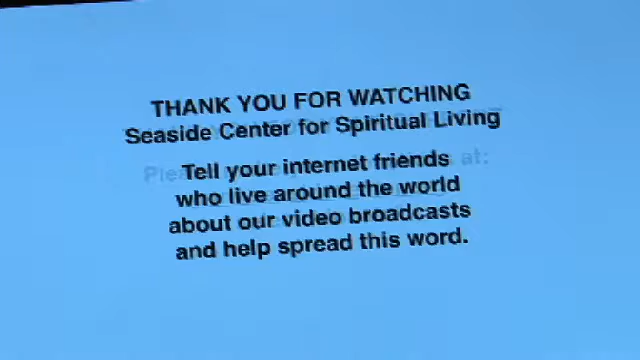 THANK YOU FOR WATCHING
Seaside Center for Spiritual Living
Tell your internet friends
who live around the world
about our video broadcasts
and help spread this word.